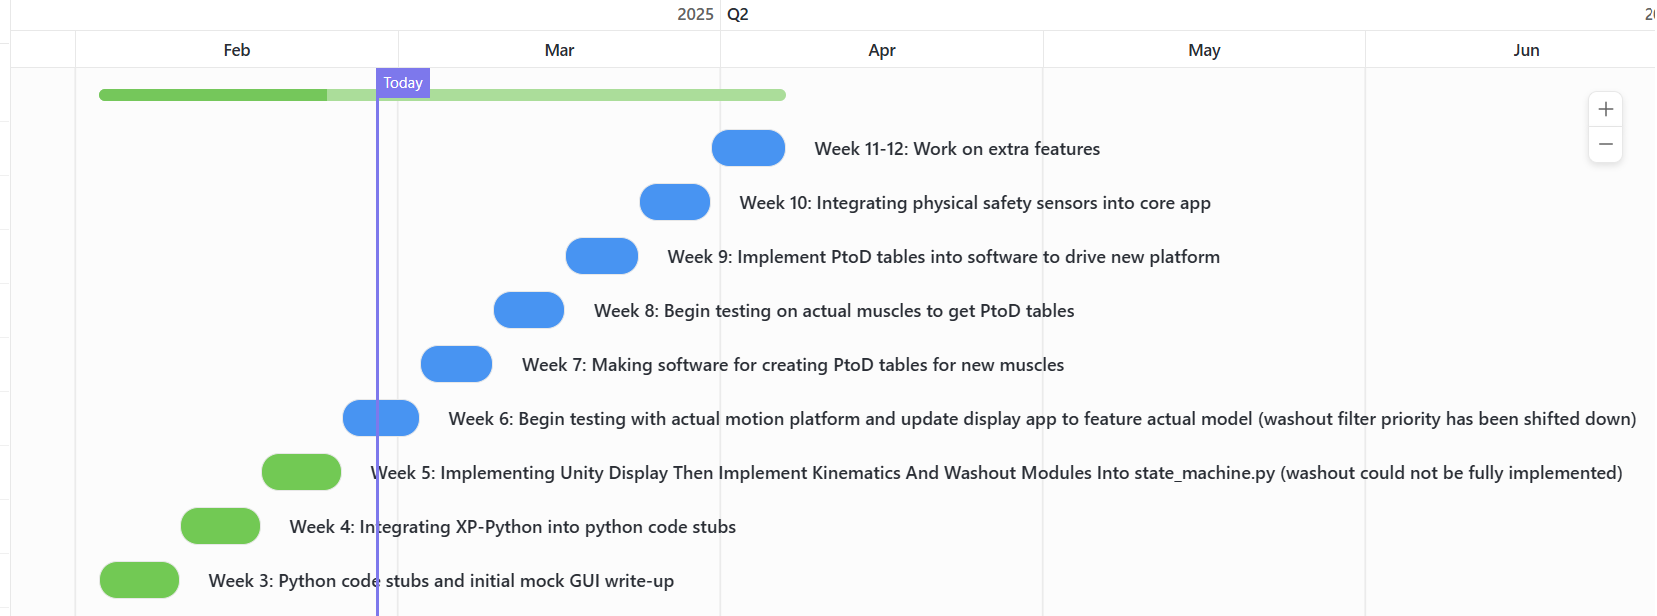 2025 Q2
Feb Mar Apr May Jun
Today
Week 11-12: Work on extra features
Week 10: Integrating physical safety sensors into core app
Week 9: Implement PtoD tables into software to drive new platform
Week 8: Begin testing on actual muscles to get PtoD tables
Week 7: Making software for creating PtoD tables for new muscles
Week 6: Begin testing with actual motion platform and update display app to feature actual model (washout filter priority has been shifted down)
Week 5: Implementing Unity Display Then Implement Kinematics And Washout Modules Into state_machine.py (washout could not be fully implemented)
Week 4: Integrating XP-Python into python code stubs
Week 3: Python code stubs and initial mock GUI write-up